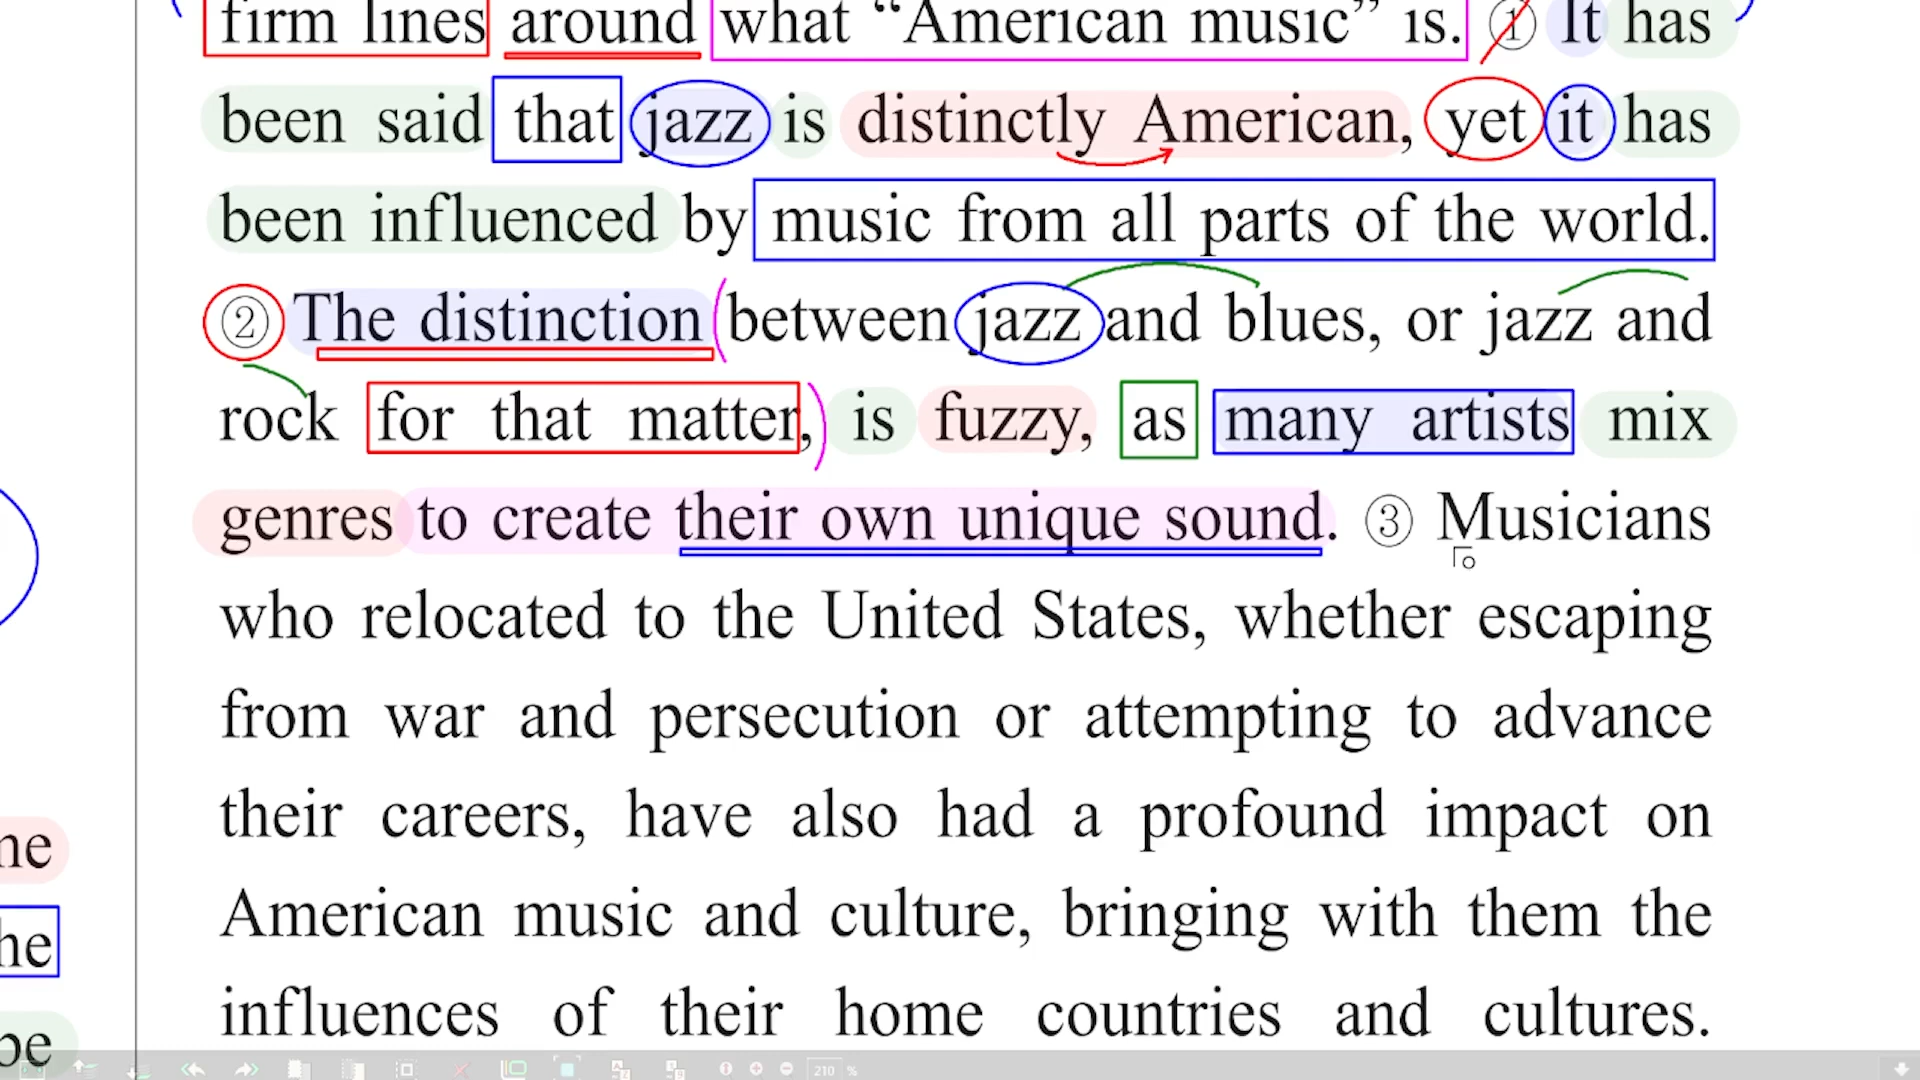 firm lines around what “American music” is. ① It has
been said that jazz is distinctly American, yet it has
been influenced by music from all parts of the world.
② The distinction between jazz and blues, or jazz and
rock for that matter, is fuzzy, as many artists mix
genres to create their own unique sound. ③ Musicians
who relocated to the United States, whether escaping
from war and persecution or attempting to advance
their careers, have also had a profound impact on
American music and culture, bringing with them the
influences of their home countries and cultures.
ne
he
be
210 %